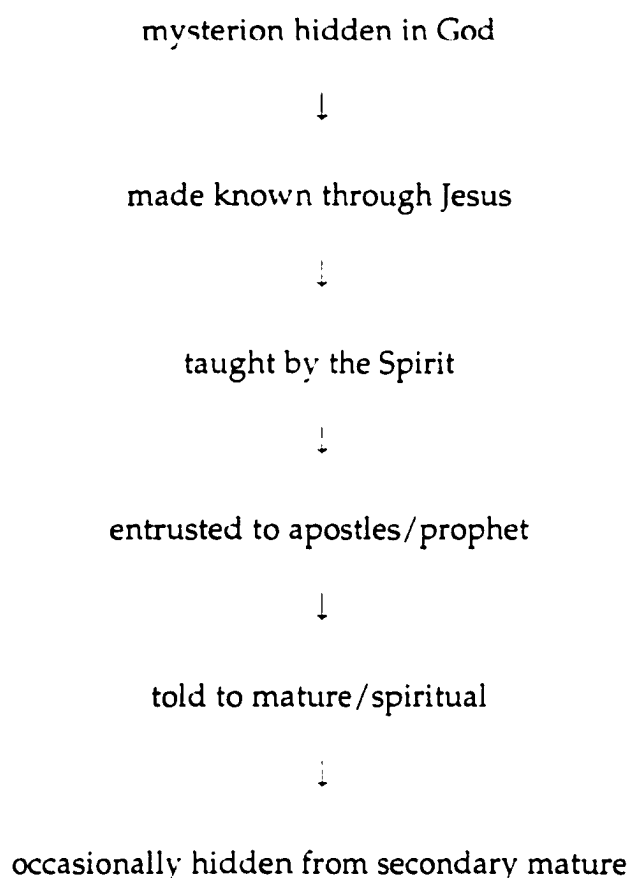 mysterion hidden in God
↓
made known through Jesus
↓
taught by the Spirit
↓
entrusted to apostles/prophet
↓
told to mature/spiritual
↓
occasionally hidden from secondary mature